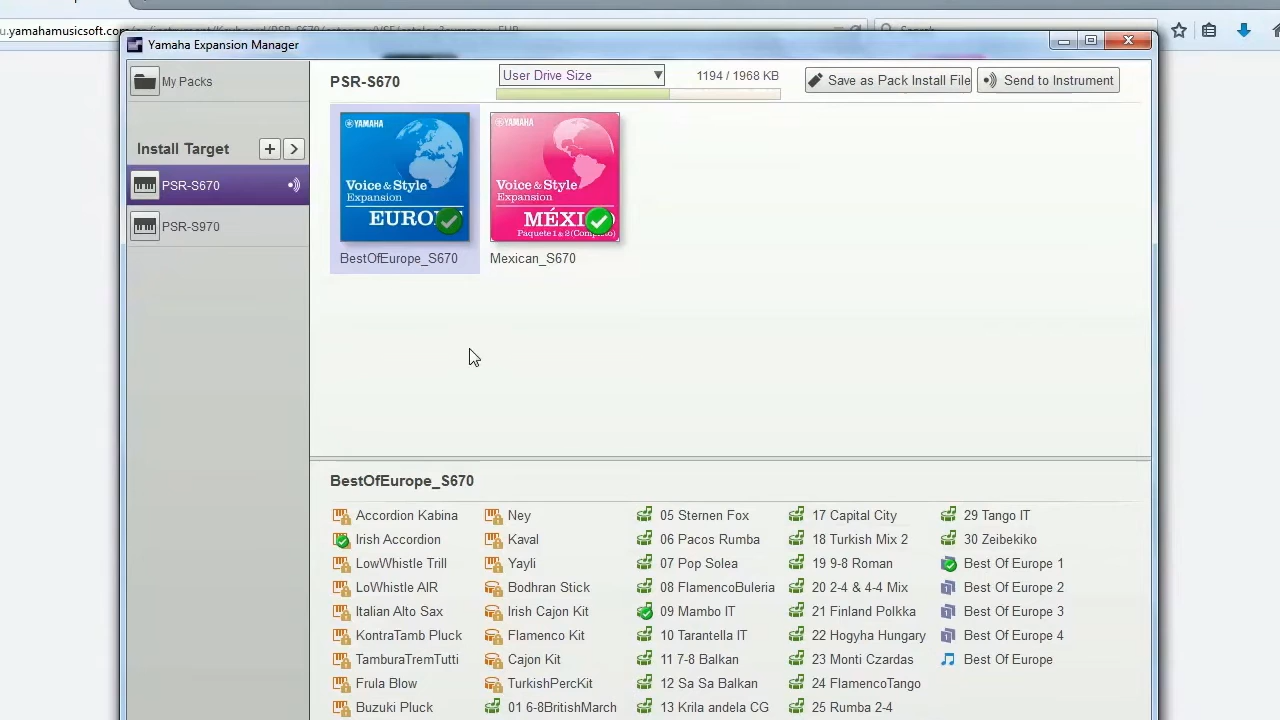 u.yamahamusicsoft.com
Search
Yamaha Expansion Manager
My Packs
Install Target
PSR-S670
PSR-S970
PSR-S670
User Drive Size
1194 / 1968 KB
Save as Pack Install File
Send to Instrument
YAMAHA
Voice & Style
Expansion
EUROP
BestOfEurope_S670
YAMAHA
Voice & Style
Expansion
MÉXI O
Paquete 1 & 2 (Completo)
Mexican_S670
BestOfEurope_S670
Accordion Kabina
Irish Accordion
LowWhistle Trill
LoWhistle AIR
Italian Alto Sax
KontraTamb Pluck
TamburaTremTutti
Frula Blow
Buzuki Pluck
Ney
Kaval
Yayli
Bodhran Stick
Irish Cajon Kit
Flamenco Kit
Cajon Kit
TurkishPercKit
01 6-8BritishMarch
05 Sternen Fox
06 Pacos Rumba
07 Pop Solea
08 FlamencoBuleria
09 Mambo IT
10 Tarantella IT
11 7-8 Balkan
12 Sa Sa Balkan
13 Krila andela CG
17 Capital City
18 Turkish Mix 2
19 9-8 Roman
20 2-4 & 4-4 Mix
21 Finland Polkka
22 Hogyha Hungary
23 Monti Czardas
24 FlamencoTango
25 Rumba 2-4
29 Tango IT
30 Zeibekiko
Best Of Europe 1
Best Of Europe 2
Best Of Europe 3
Best Of Europe 4
Best Of Europe